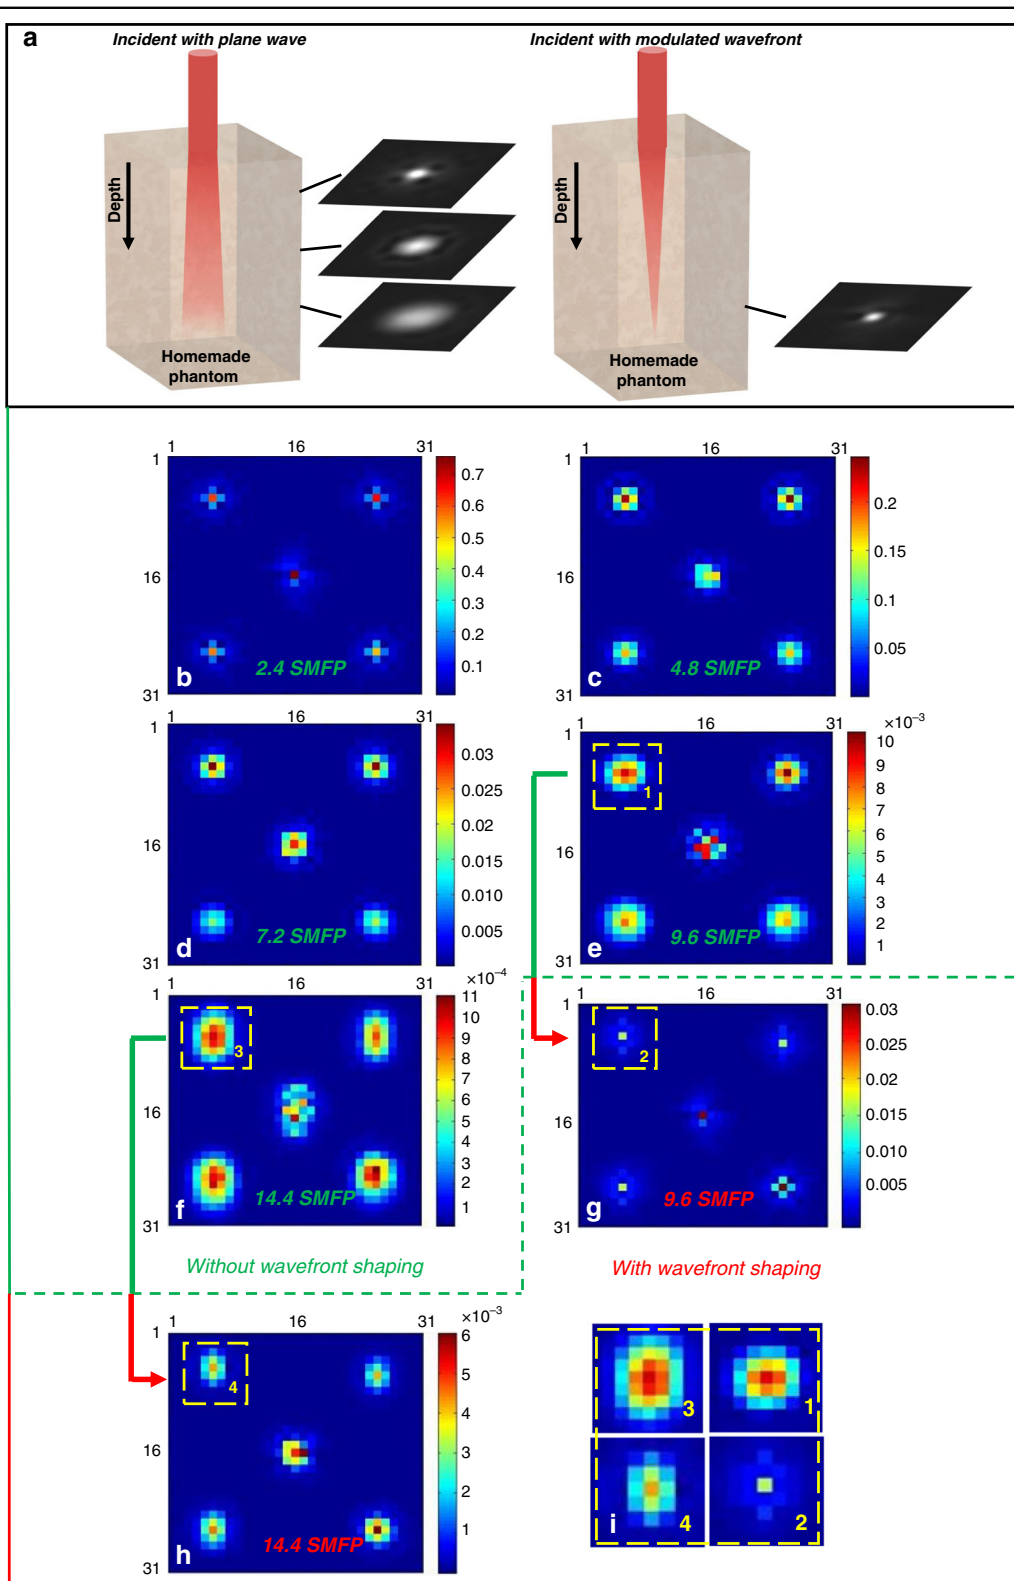 a
Incident with plane wave
Incident with modulated wavefront
Depth
Depth
Homemade
phantom
Homemade
phantom
1 16 31
1
16
31
0.7
0.6
0.5
0.4
0.3
0.2
0.1
b
2.4 SMFP
1 16 31
1
16
31
0.2
0.15
0.1
0.05
c
4.8 SMFP
1 16 31
1
16
31
0.03
0.025
0.02
0.015
0.010
0.005
d
7.2 SMFP
1 16 31
1
16
31
×10⁻³
10
9
8
7
6
5
4
3
2
1
1
e
9.6 SMFP
1 16 31
1
16
31
×10⁻⁴
11
10
9
8
7
6
5
4
3
2
1
3
f
14.4 SMFP
1 16 31
1
16
31
0.03
0.025
0.02
0.015
0.010
0.005
2
g
9.6 SMFP
Without wavefront shaping
With wavefront shaping
1 16 31
1
16
31
×10⁻³
6
5
4
3
2
1
4
h
14.4 SMFP
3
1
i
4
2